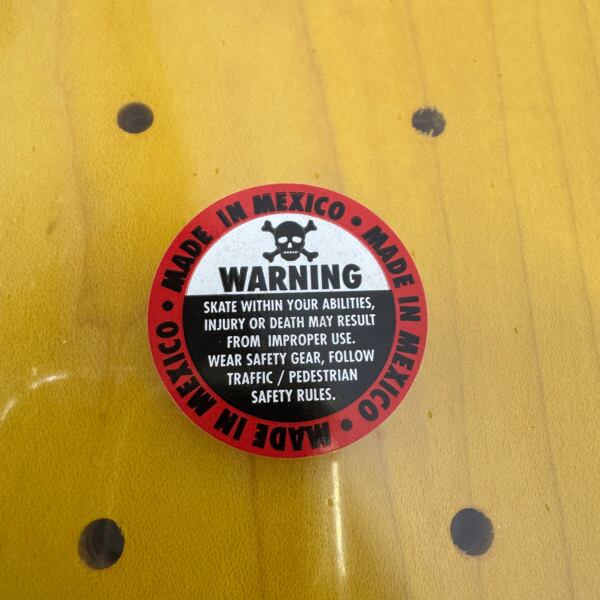 MADE IN MEXICO • MADE IN MEXICO • MADE IN MEXICO •
WARNING
SKATE WITHIN YOUR ABILITIES,
INJURY OR DEATH MAY RESULT
FROM IMPROPER USE.
WEAR SAFETY GEAR, FOLLOW
TRAFFIC / PEDESTRIAN
SAFETY RULES.